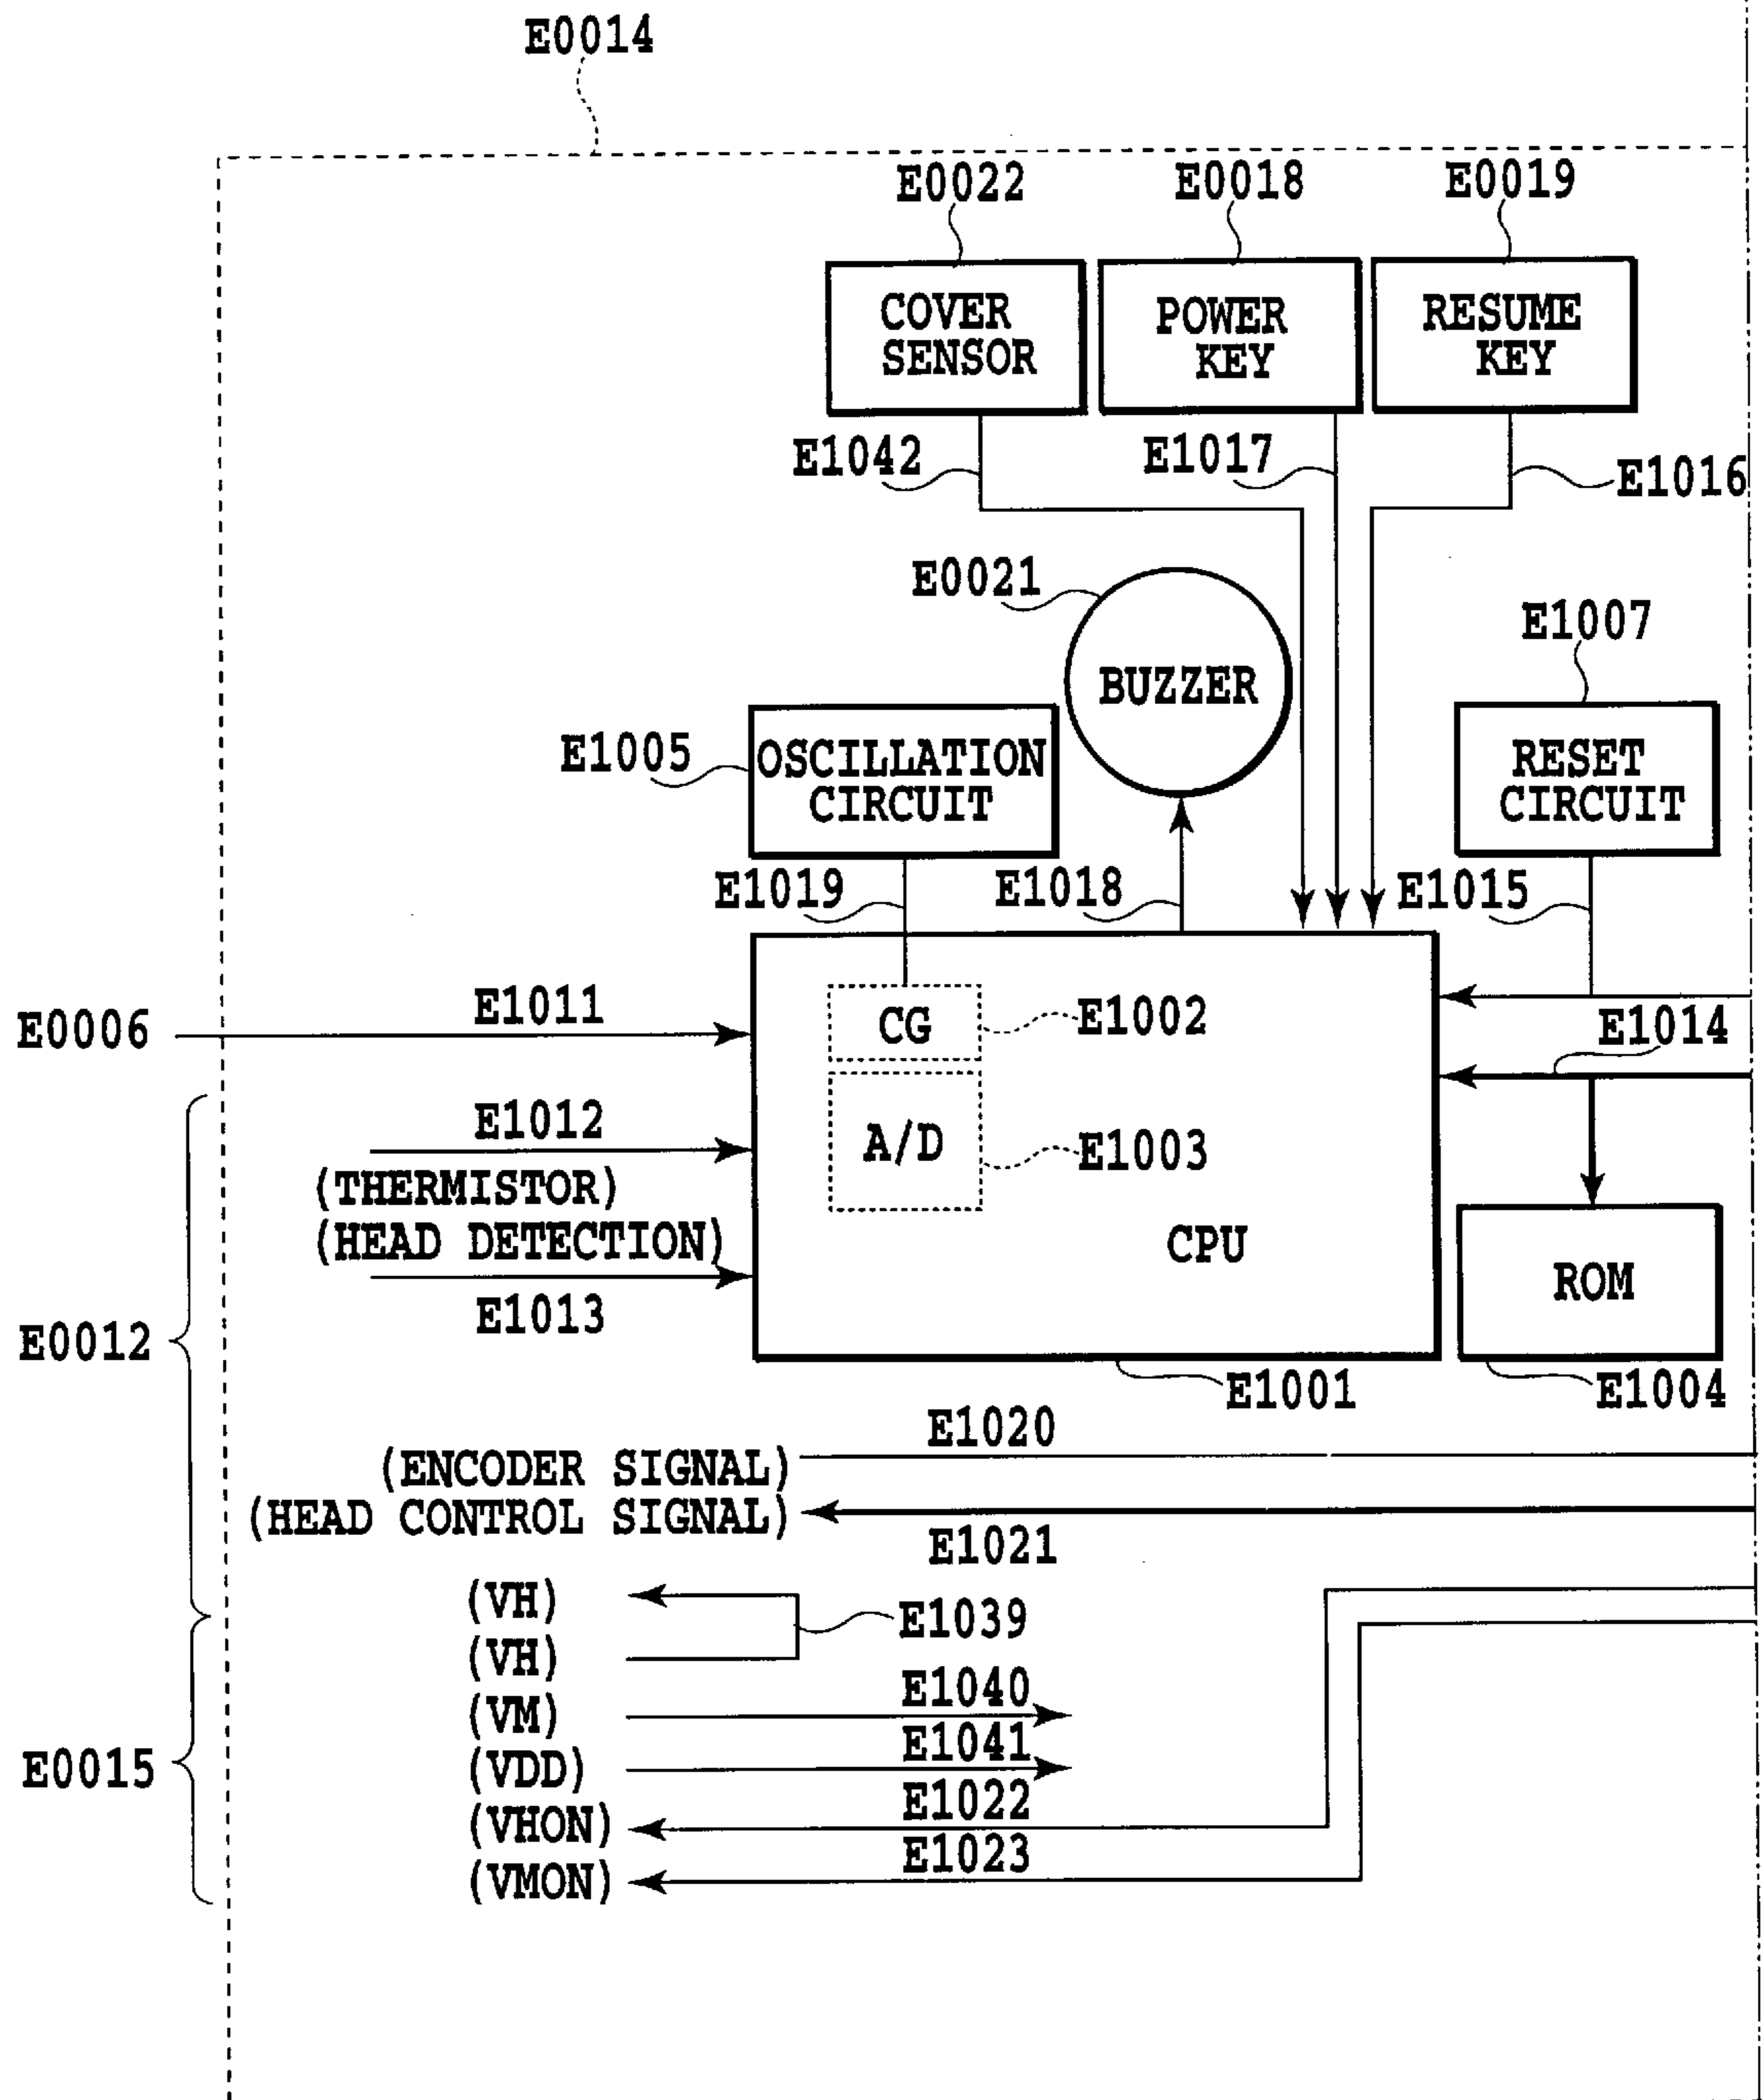 E0014
E0022
E0018
E0019
COVER
SENSOR
POWER
KEY
RESUME
KEY
E1042
E1017
E1016
E0021
BUZZER
E1007
E1005
OSCILLATION
CIRCUIT
RESET
CIRCUIT
E1019
E1018
E1015
E0006
E1011
CG
E1002
E1014
E1012
A/D
E1003
(THERMISTOR)
(HEAD DETECTION)
CPU
ROM
E1013
E0012
E1001
E1004
E1020
(ENCODER SIGNAL)
(HEAD CONTROL SIGNAL)
E1021
(VH)
E1039
(VH)
E1040
(VM)
E1041
E0015
(VDD)
E1022
(VHON)
E1023
(VMON)